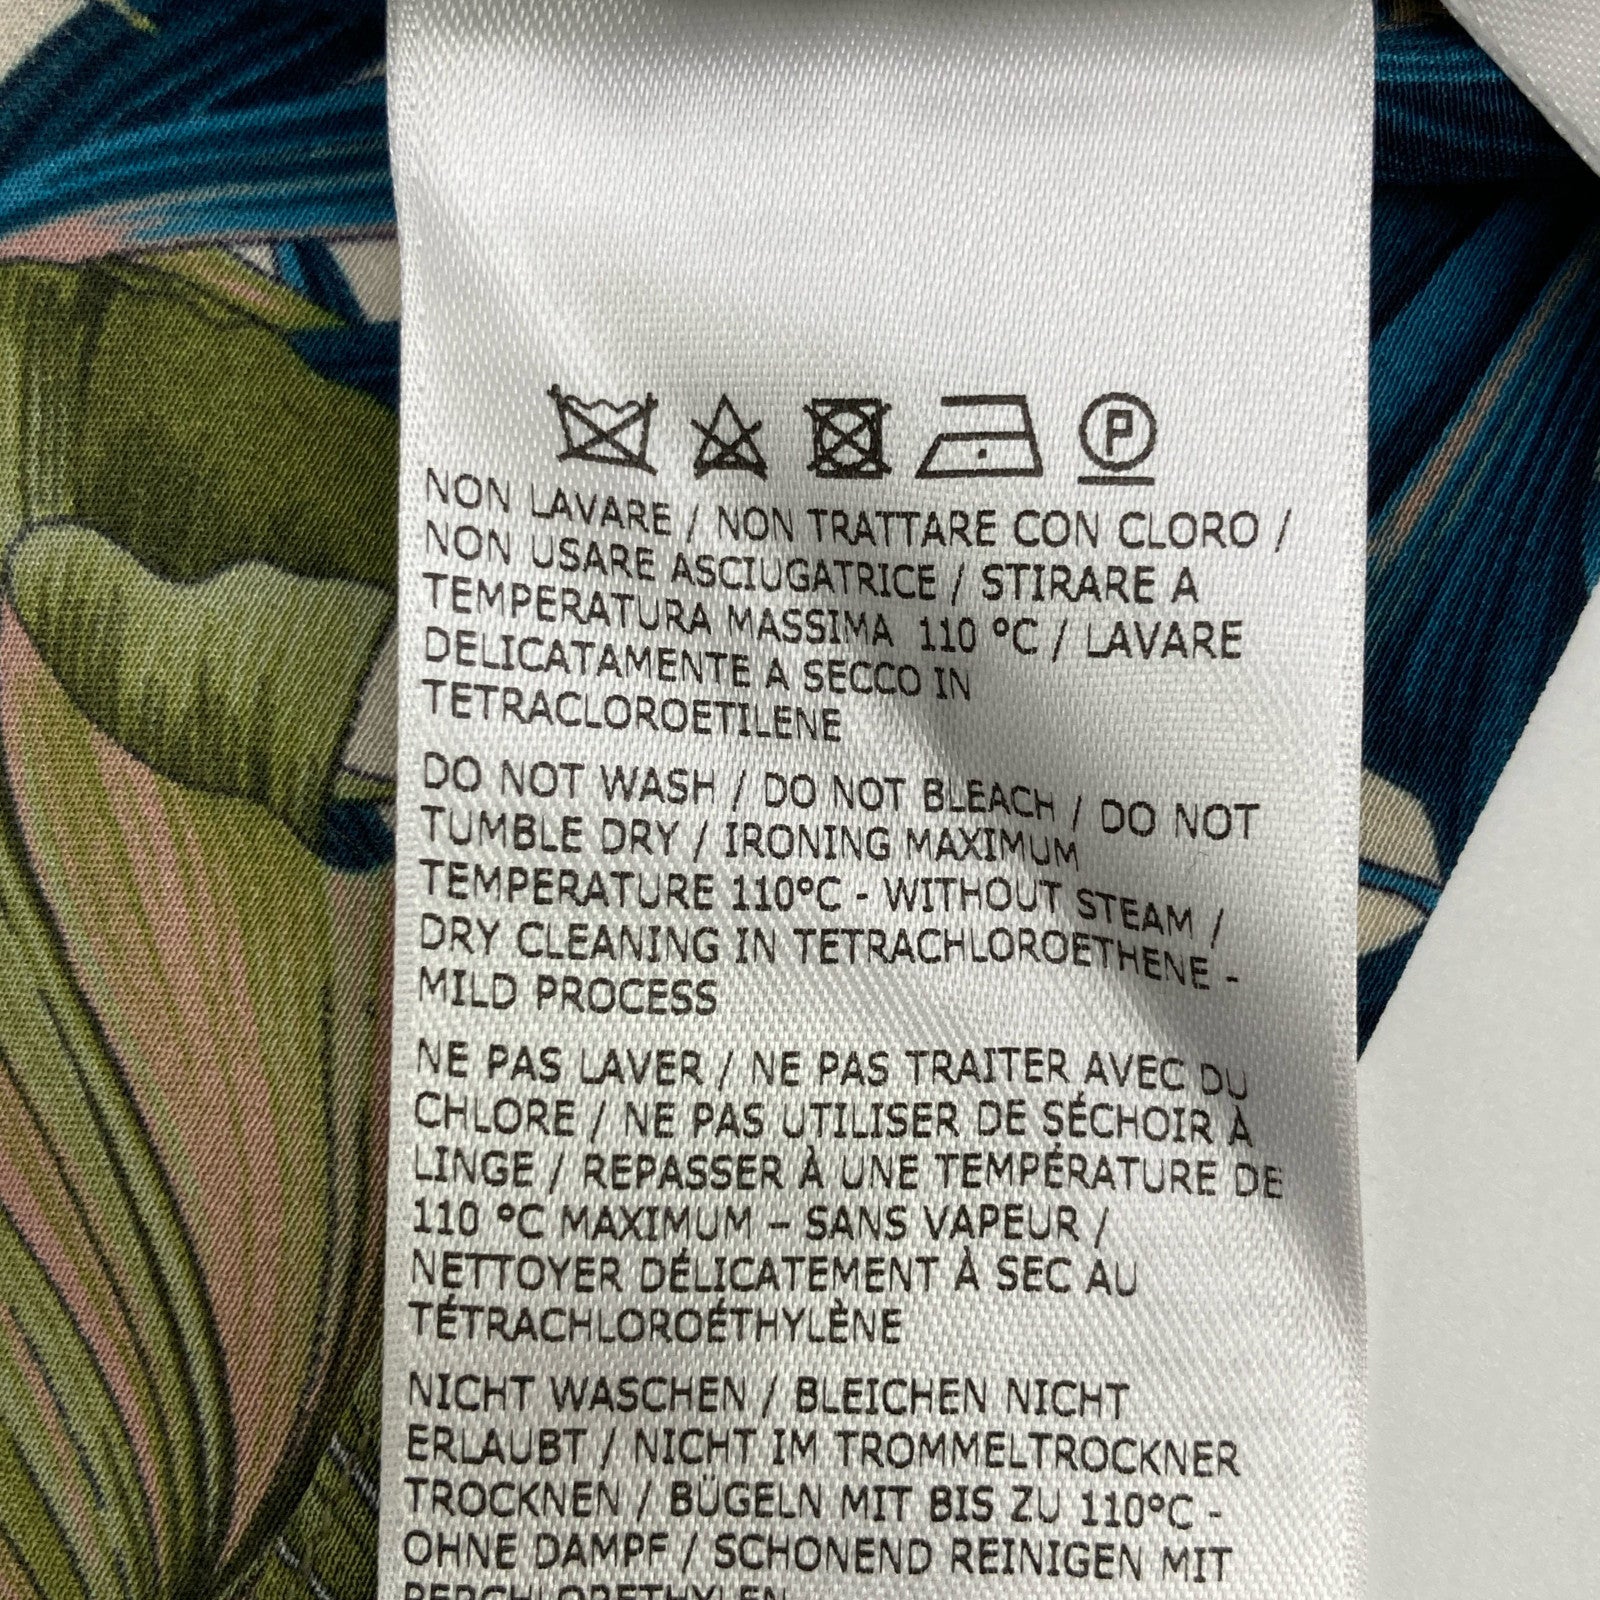 P
NON LAVARE / NON TRATTARE CON CLORO /
NON USARE ASCIUGATRICE / STIRARE A
TEMPERATURA MASSIMA 110 °C / LAVARE
DELICATAMENTE A SECCO IN
TETRACLOROETILENE
DO NOT WASH / DO NOT BLEACH / DO NOT
TUMBLE DRY / IRONING MAXIMUM
TEMPERATURE 110°C - WITHOUT STEAM /
DRY CLEANING IN TETRACHLOROETHENE -
MILD PROCESS
NE PAS LAVER / NE PAS TRAITER AVEC DU
CHLORE / NE PAS UTILISER DE SÉCHOIR À
LINGE / REPASSER À UNE TEMPÉRATURE DE
110 °C MAXIMUM – SANS VAPEUR /
NETTOYER DÉLICATEMENT À SEC AU
TÉTRACHLOROÉTHYLÈNE
NICHT WASCHEN / BLEICHEN NICHT
ERLAUBT / NICHT IM TROMMELTROCKNER
TROCKNEN / BÜGELN MIT BIS ZU 110°C -
OHNE DAMPF / SCHONEND REINIGEN MIT
PERCHLORETHYLEN